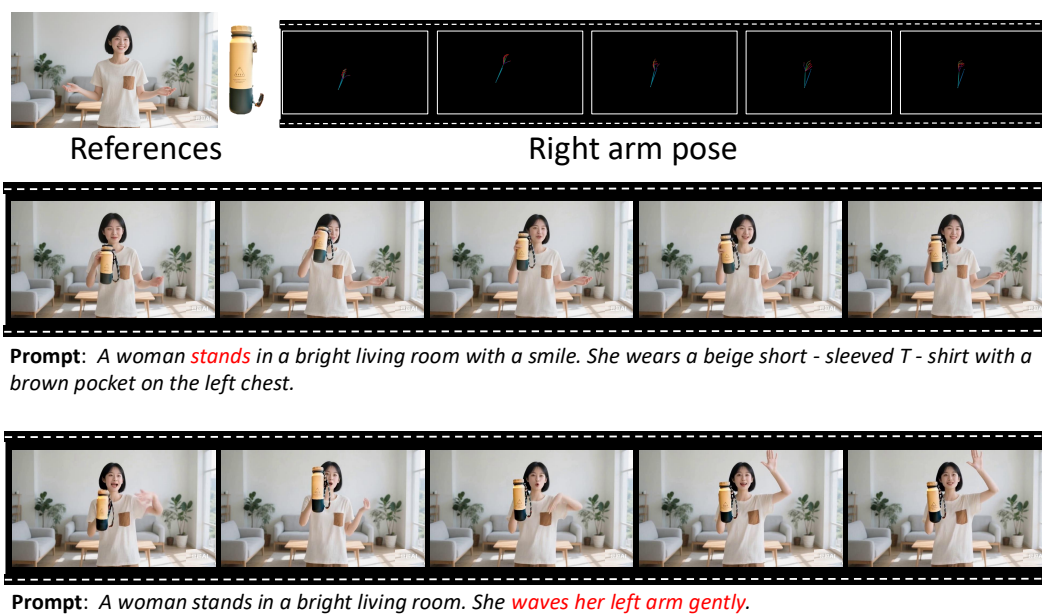 References
Right arm pose
Prompt: A woman stands in a bright living room with a smile. She wears a beige short - sleeved T - shirt with a
brown pocket on the left chest.
Prompt: A woman stands in a bright living room. She waves her left arm gently.